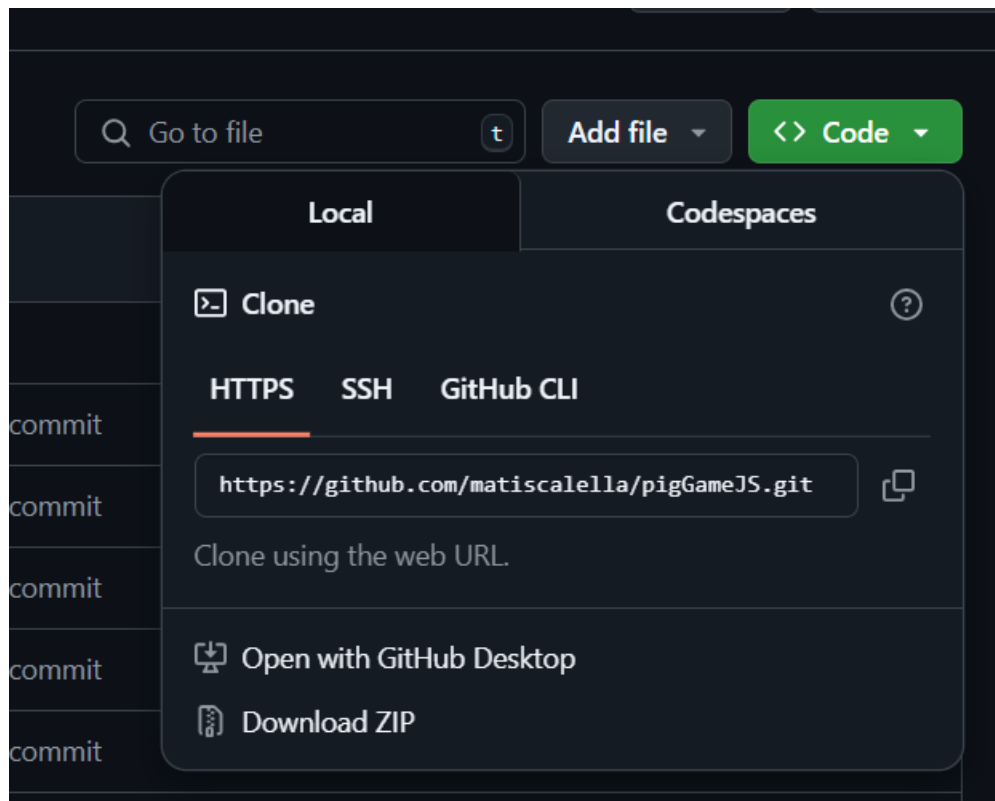 Go to file t Add file Code
Local Codespaces
Clone
HTTPS SSH GitHub CLI
https://github.com/matiscalella/pigGameJS.git
Clone using the web URL.
Open with GitHub Desktop
Download ZIP
commit
commit
commit
commit
commit